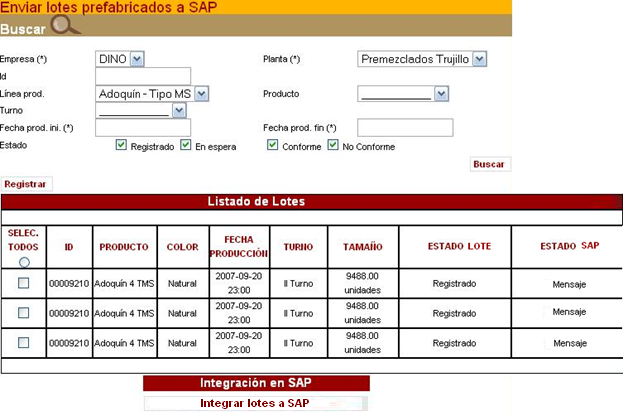 Enviar lotes prefabricados a SAP
Buscar
Empresa (*) DINO Planta (*) Premezclados Trujillo
Id
Línea prod. Adoquín - Tipo MS Producto
Turno
Fecha prod. ini. (*) Fecha prod. fin (*)
Estado Registrado En espera Conforme No Conforme
Buscar
Registrar
Listado de Lotes
SELEC. TODOS ID PRODUCTO COLOR FECHA PRODUCCIÓN TURNO TAMAÑO ESTADO LOTE ESTADO SAP
00009210 Adoquín 4 TMS Natural 2007-09-20 23:00 II Turno 9488.00 unidades Registrado Mensaje
00009210 Adoquín 4 TMS Natural 2007-09-20 23:00 II Turno 9488.00 unidades Registrado Mensaje
00009210 Adoquín 4 TMS Natural 2007-09-20 23:00 II Turno 9488.00 unidades Registrado Mensaje
Integración en SAP
Integrar lotes a SAP